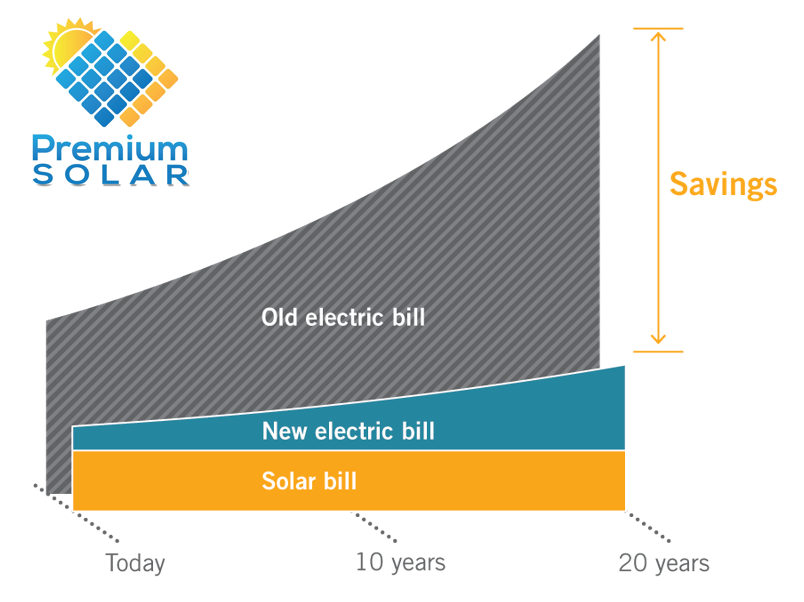 Premium
SOLAR
Savings
Old electric bill
New electric bill
Solar bill
Today
10 years
20 years